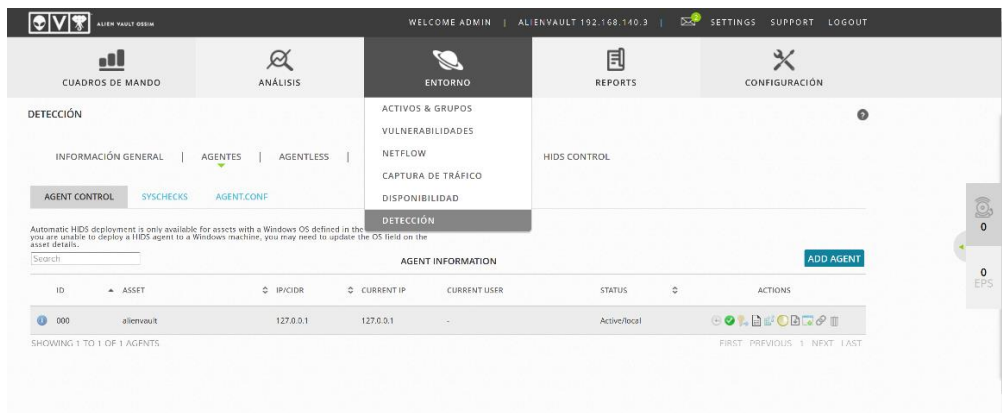 ALIEN VAULT OSSIM
WELCOME ADMIN | ALIENVAULT 192.168.140.3 | 2 SETTINGS SUPPORT LOGOUT
CUADROS DE MANDO ANÁLISIS ENTORNO REPORTS CONFIGURACIÓN
ACTIVOS & GRUPOS
VULNERABILIDADES
NETFLOW
CAPTURA DE TRÁFICO
DISPONIBILIDAD
DETECCIÓN
DETECCIÓN
INFORMACIÓN GENERAL | AGENTES | AGENTLESS | HIDS CONTROL
AGENT CONTROL SYSCHECKS AGENT.CONF
Automatic HIDS deployment is only available for assets with a Windows OS defined in the
you are unable to deploy a HIDS agent to a Windows machine, you may need to update the OS field on the
asset details.
Search AGENT INFORMATION ADD AGENT
ID ASSET IP/CIDR CURRENT IP CURRENT USER STATUS ACTIONS
000 alienvault 127.0.0.1 127.0.0.1 - Active/local
SHOWING 1 TO 1 OF 1 AGENTS FIRST PREVIOUS 1 NEXT LAST
0
0
EPS